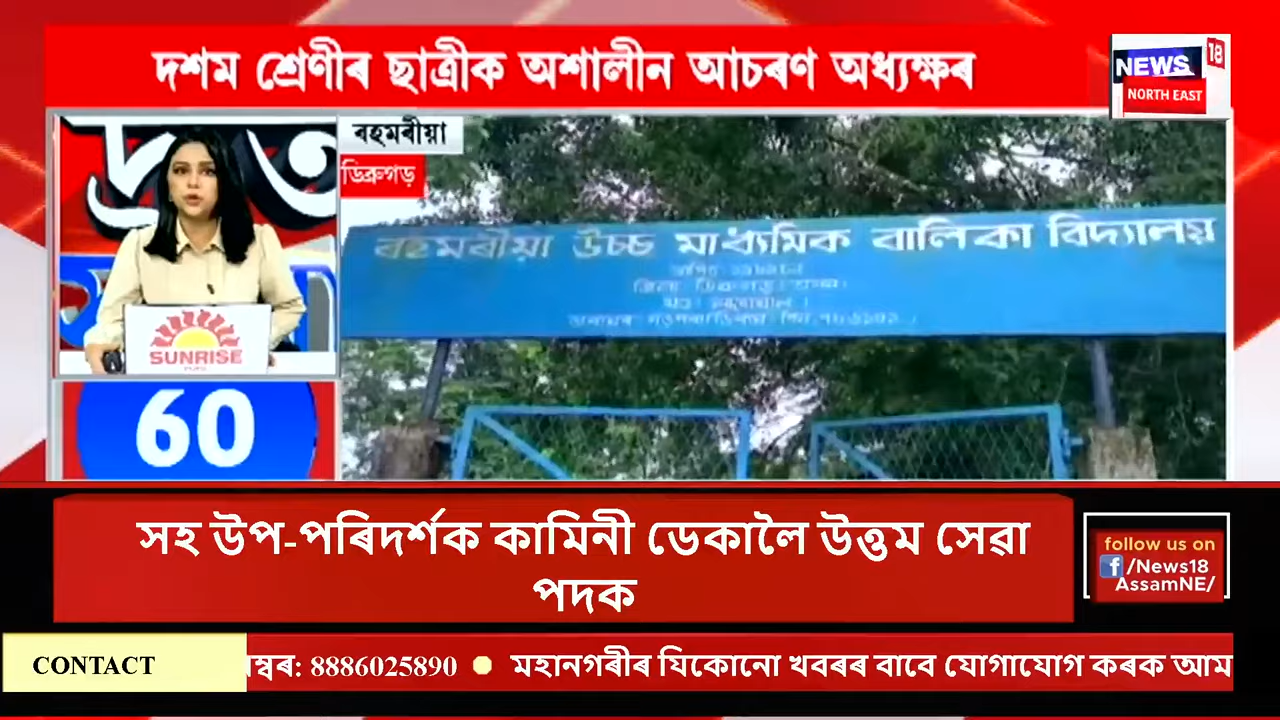 দশম শ্ৰেণীৰ ছাত্ৰীক অশালীন আচৰণ অধ্যক্ষৰ
NEWS 18
NORTH EAST
ৰহমৰীয়া
ডিব্ৰুগড়
ৰহমৰীয়া উচ্চ মাধ্যমিক বালিকা বিদ্যালয়
SUNRISE
60
সহ উপ-পৰিদৰ্শক কামিনী ডেকালৈ উত্তম সেৱা
পদক
follow us on
/News18
AssamNE/
CONTACT
ম্বৰ: 8886025890 ● মহানগৰীৰ যিকোনো খবৰৰ বাবে যোগাযোগ কৰক আম